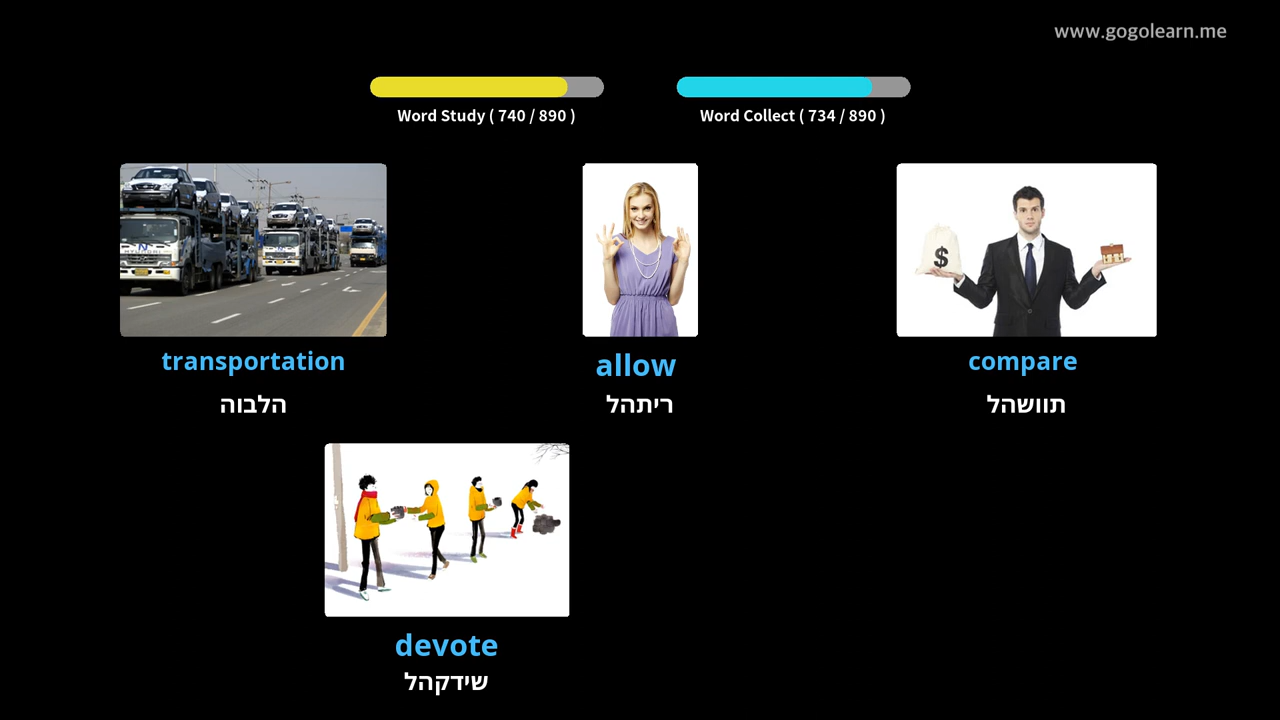 www.gogolearn.me
Word Study ( 740 / 890 )
Word Collect ( 734 / 890 )
transportation
הלבוה
allow
ריתהל
compare
תוושהל
devote
שידקהל